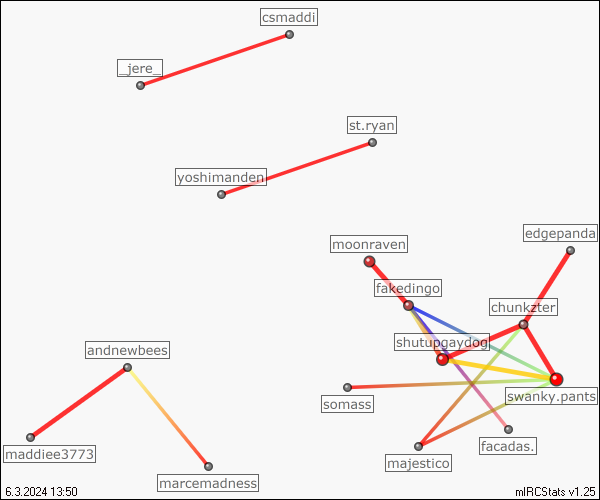 csmaddi
_jere_
st.ryan
yoshimanden
edgepanda
moonraven
fakedingo
chunkzter
shutupgaydog
andnewbees
swanky.pants
somass
facadas.
maddiee3773
majestico
marcemadness
6.3.2024 13:50
mIRCStats v1.25